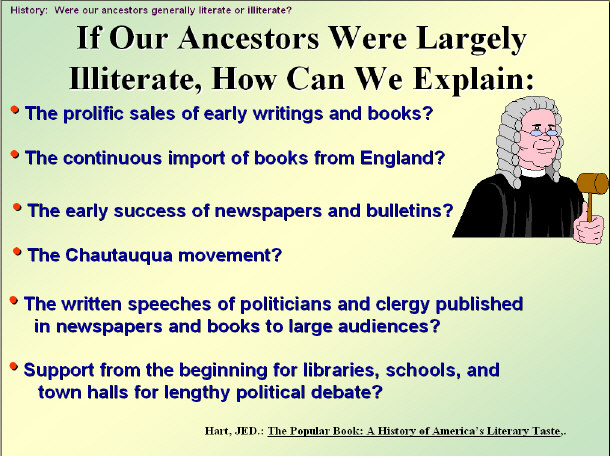 History: Were our ancestors generally literate or illiterate?
If Our Ancestors Were Largely
Illiterate, How Can We Explain:
• The prolific sales of early writings and books?
• The continuous import of books from England?
• The early success of newspapers and bulletins?
• The Chautauqua movement?
• The written speeches of politicians and clergy published
in newspapers and books to large audiences?
• Support from the beginning for libraries, schools, and
town halls for lengthy political debate?
Hart, JED.: The Popular Book: A History of America's Literary Taste,.